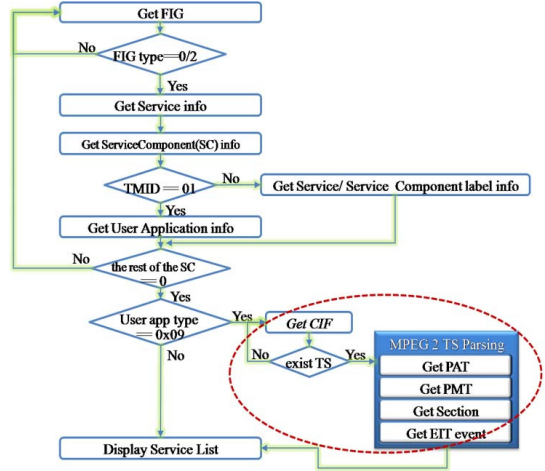 Get FIG
No
FIG type==0/2
Yes
Get Service info
Get ServiceComponent(SC) info
TMID == 01
No
Get Service/ Service Component label info
Yes
Get User Application info
No
the rest of the SC
== 0
Yes
User app type
== 0x09
Yes
Get CIF
No
exist TS
Yes
MPEG 2 TS Parsing
Get PAT
Get PMT
Get Section
Get EIT event
No
Display Service List